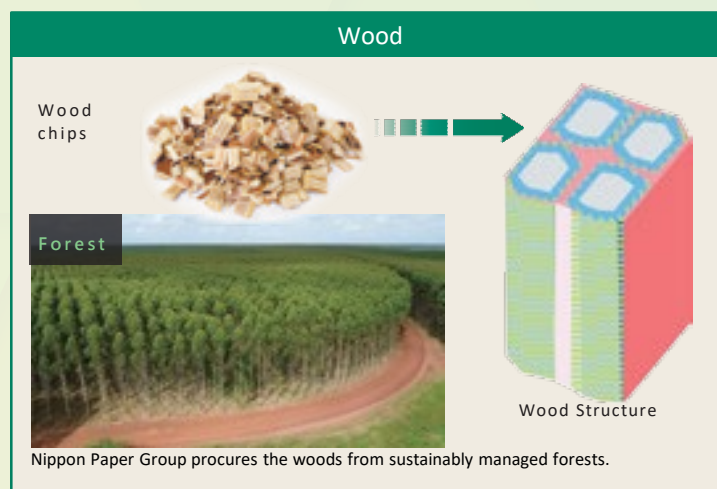 Wood
Wood
chips
Forest
Wood Structure
Nippon Paper Group procures the woods from sustainably managed forests.